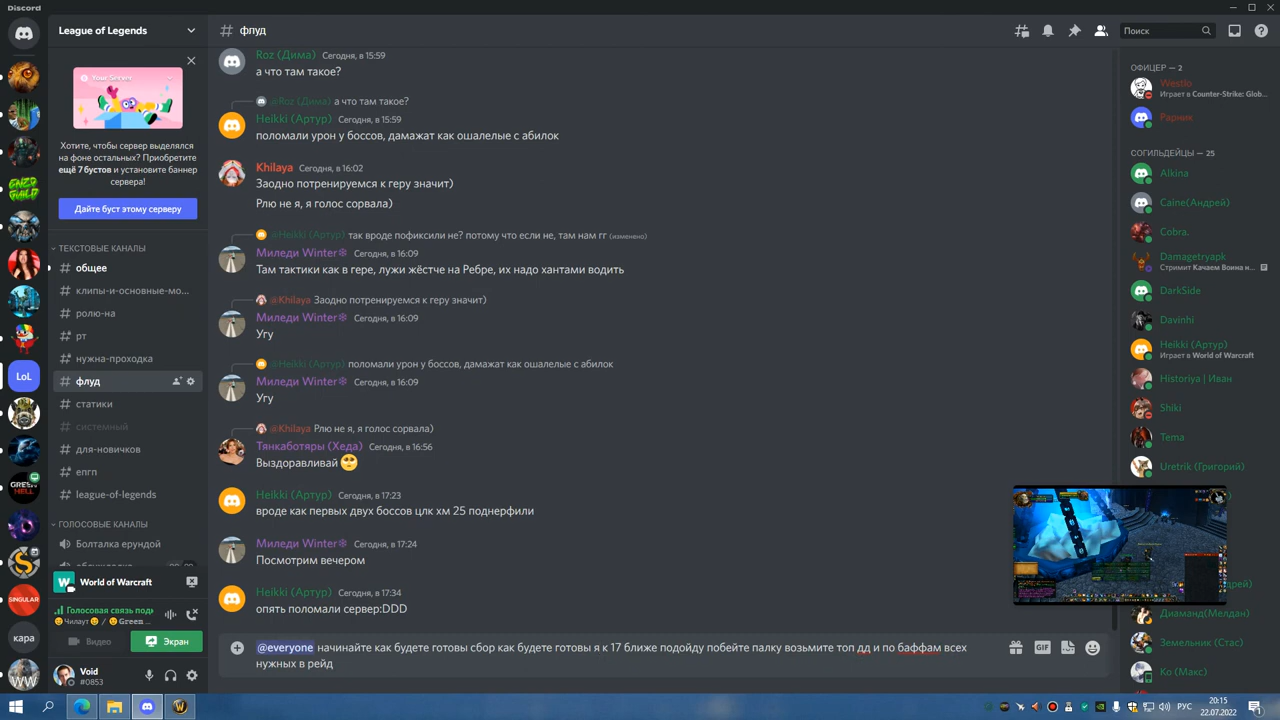 Discord
League of Legends
флуд
Поиск
Your Server
Хотите, чтобы сервер выделялся
на фоне остальных? Приобретите
ещё 7 бустов и установите баннер
сервера!
Дайте буст этому серверу
ТЕКСТОВЫЕ КАНАЛЫ
общее
клипы-и-основные-мо...
ролю-на
рт
нужна-проходка
флуд
статики
системный
для-новичков
епгп
league-of-legends
ГОЛОСОВЫЕ КАНАЛЫ
Болталка ерундой
World of Warcraft
Голосовая связь подк
Чилаут / Green
Видео
Экран
Void
#0853
LoL
GREEN HELL
SINGULAR
кара
Roz (Дима) Сегодня, в 15:59
а что там такое?
@Roz (Дима) а что там такое?
Heikki (Артур) Сегодня, в 15:59
поломали урон у боссов, дамажат как ошалелые с абилок
Khilaya Сегодня, в 16:02
Заодно потренируемся к геру значит)
Рлю не я, я голос сорвала)
@Heikki (Артур) так вроде пофиксили не? потому что если не, там нам гг (изменено)
Миледи Winter❄ Сегодня, в 16:09
Там тактики как в гере, лужи жёстче на Ребре, их надо хантами водить
@Khilaya Заодно потренируемся к геру значит)
Миледи Winter❄ Сегодня, в 16:09
Угу
@Heikki (Артур) поломали урон у боссов, дамажат как ошалелые с абилок
Миледи Winter❄ Сегодня, в 16:09
Угу
@Khilaya Рлю не я, я голос сорвала)
Тянкаботяры (Хеда) Сегодня, в 16:56
Выздоравливай
Heikki (Артур) Сегодня, в 17:23
вроде как первых двух боссов цлк хм 25 поднерфили
Миледи Winter❄ Сегодня, в 17:24
Посмотрим вечером
Heikki (Артур) Сегодня, в 17:34
опять поломали сервер:DDD
@everyone начинайте как будете готовы сбор как будете готовы я к 17 ближе подойду побейте палку возьмите топ дд и по баффам всех
нужных в рейд
GIF
ОФИЦЕР — 2
Westlo
Играет в Counter-Strike: Glob...
Рарник
СОГИЛЬДЕЙЦЫ — 25
Alkina
Caine(Андрей)
Cobra.
Damagetryapk
Стримит Качаем Воина н...
DarkSide
Davinhi
Heikki (Артур)
Играет в World of Warcraft
Historiya | Иван
Shiki
Tema
Uretrik (Григорий)
Диаманд(Мелдан)
Земельник (Стас)
Ко (Макс)
РУС
20:15
22.07.2022